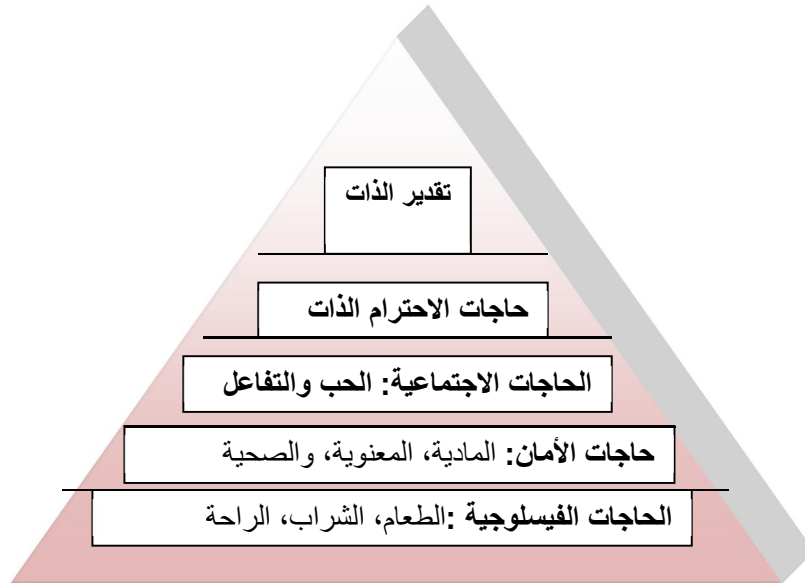 تقدير الذات
حاجات الاحترام الذات
الحاجات الاجتماعية: الحب والتفاعل
حاجات الأمان: المادية، المعنوية، والصحية
الحاجات الفيسلوجية :الطعام، الشراب، الراحة